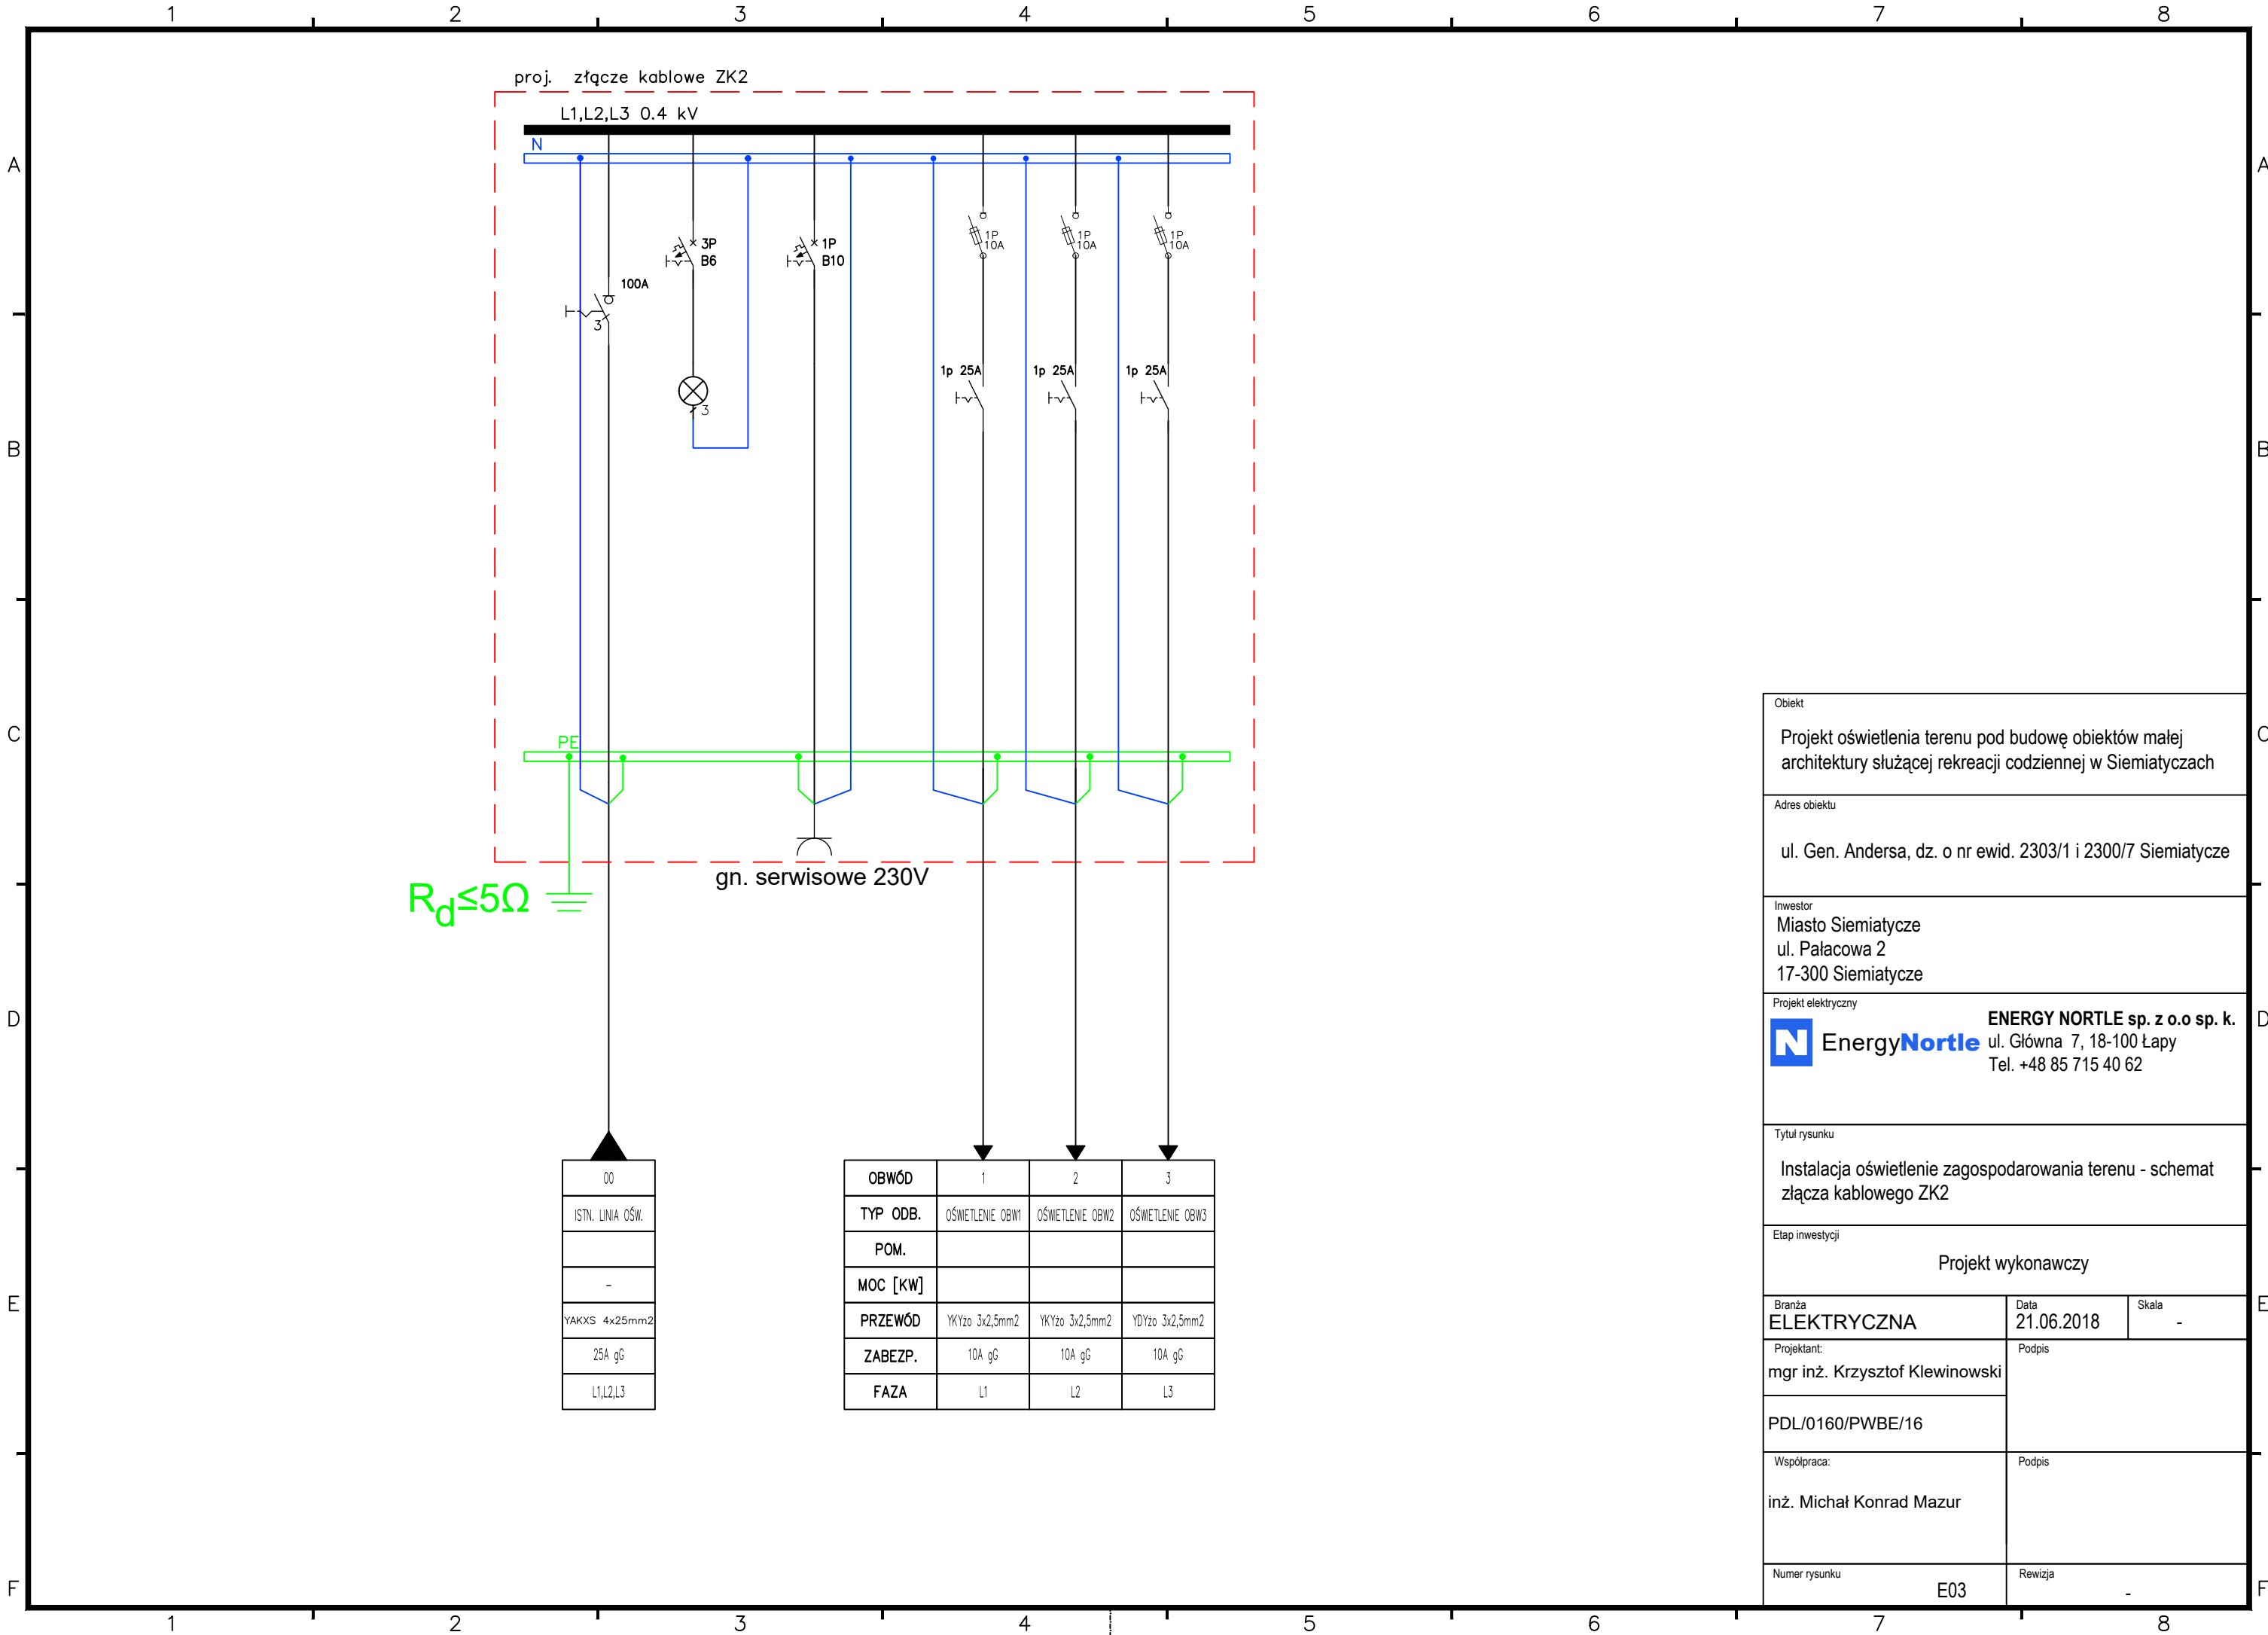 1 2 3 4 5 6 7 8
proj. złącze kablowe ZK2
L1,L2,L3 0.4 kV
N
A A
3P
B6
1P
B10
1P
10A
1P
10A
1P
10A
100A
3
1p 25A 1p 25A 1p 25A
3
B B
C C
PE
gn. serwisowe 230V
Rd≤5Ω
D D
00
ISTN. LINIA OŚW.
-
YAKXS 4x25mm2
25A gG
L1,L2,L3
OBWÓD 1 2 3
TYP ODB. OŚWIETLENIE OBW1 OŚWIETLENIE OBW2 OŚWIETLENIE OBW3
POM.
MOC [KW]
PRZEWÓD YKYżo 3x2,5mm2 YKYżo 3x2,5mm2 YDYżo 3x2,5mm2
ZABEZP. 10A gG 10A gG 10A gG
FAZA L1 L2 L3
E E
F F
Obiekt
Projekt oświetlenia terenu pod budowę obiektów małej
architektury służącej rekreacji codziennej w Siemiatyczach
Adres obiektu
ul. Gen. Andersa, dz. o nr ewid. 2303/1 i 2300/7 Siemiatycze
Inwestor
Miasto Siemiatycze
ul. Pałacowa 2
17-300 Siemiatycze
Projekt elektryczny
N EnergyNortle
ENERGY NORTLE sp. z o.o sp. k.
ul. Główna 7, 18-100 Łapy
Tel. +48 85 715 40 62
Tytuł rysunku
Instalacja oświetlenie zagospodarowania terenu - schemat
złącza kablowego ZK2
Etap inwestycji
Projekt wykonawczy
Branża Data Skala
ELEKTRYCZNA 21.06.2018 -
Projektant: Podpis
mgr inż. Krzysztof Klewinowski
PDL/0160/PWBE/16
Współpraca: Podpis
inż. Michał Konrad Mazur
Numer rysunku Rewizja
E03 -
1 2 3 4 5 6 7 8